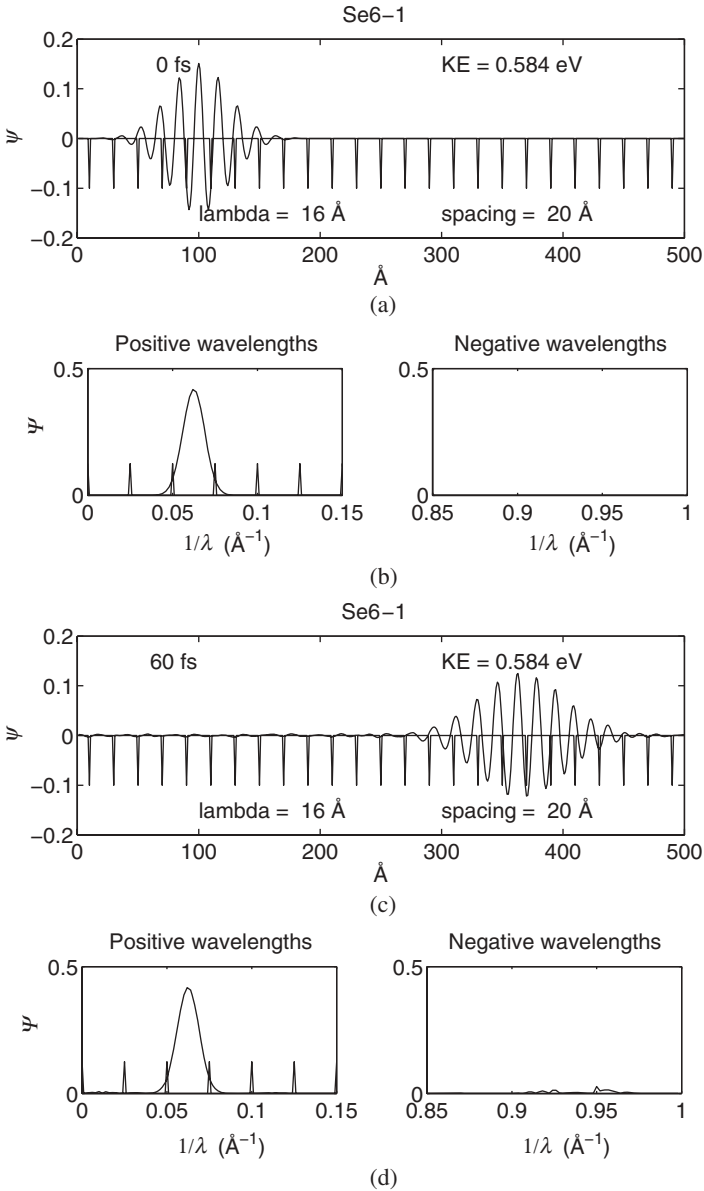 Se6−1
0.2
0.1
0
−0.1
−0.2
ψ
0 fs
KE = 0.584 eV
lambda = 16 Å
spacing = 20 Å
0 100 200 300 400 500
Å
(a)
Positive wavelengths
Negative wavelengths
0.5
0
Ψ
0 0.05 0.1 0.15
1/λ (Å−1)
0.5
0
0.85 0.9 0.95 1
1/λ (Å−1)
(b)
Se6−1
0.2
0.1
0
−0.1
−0.2
ψ
60 fs
KE = 0.584 eV
lambda = 16 Å
spacing = 20 Å
0 100 200 300 400 500
Å
(c)
Positive wavelengths
Negative wavelengths
0.5
0
Ψ
0 0.05 0.1 0.15
1/λ (Å−1)
0.5
0
0.85 0.9 0.95 1
1/λ (Å−1)
(d)